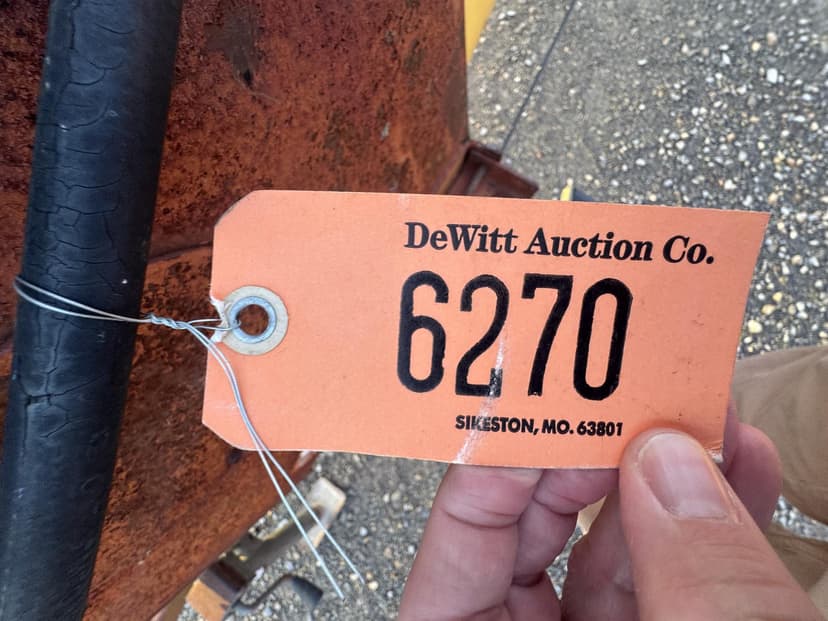 DeWitt Auction Co.
6270
SIKESTON, MO. 63801